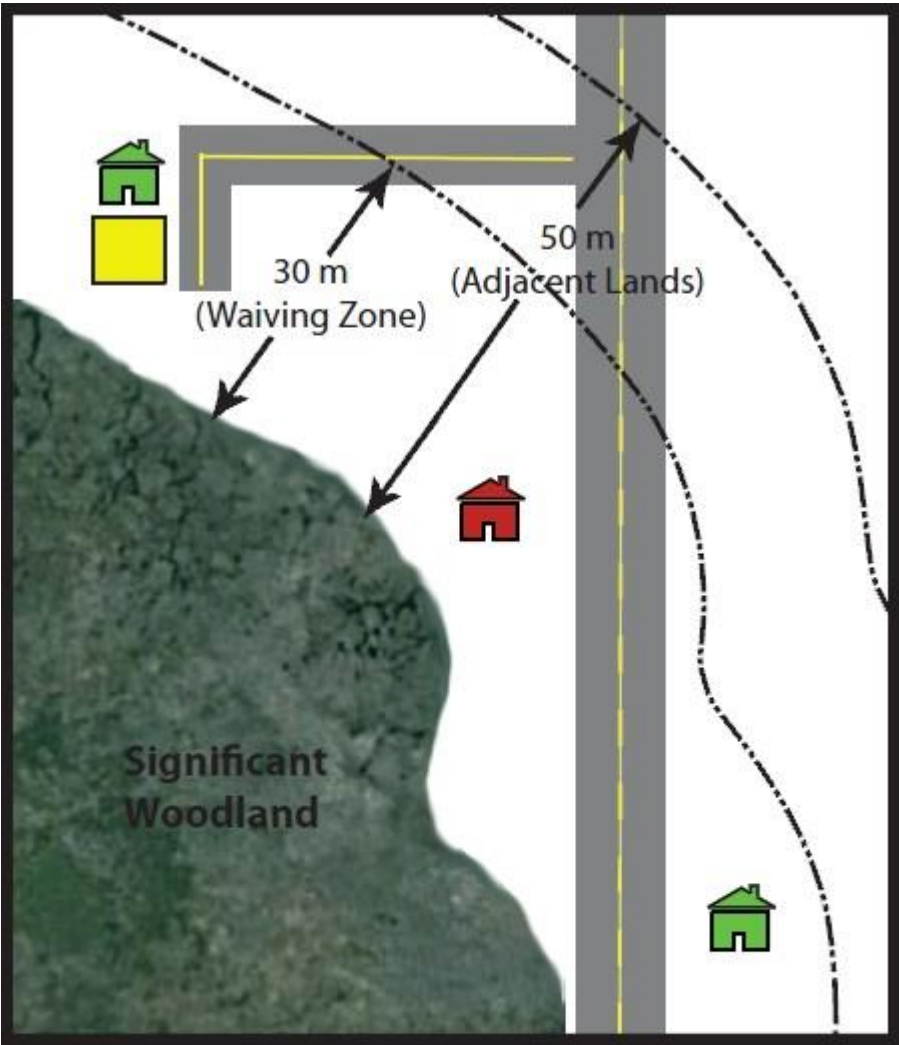 50 m
(Adjacent Lands)
30 m
(Waiving Zone)
Significant
Woodland